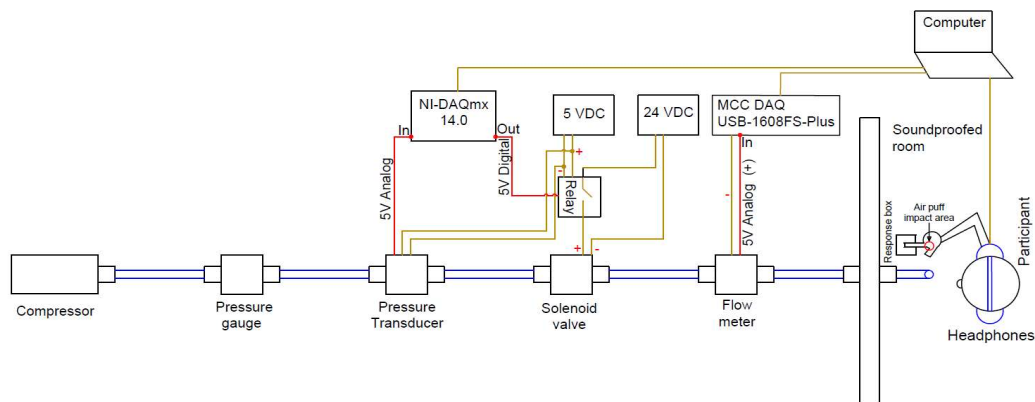 Computer
NI-DAQmx
14.0
In
Out
5 VDC
24 VDC
MCC DAQ
USB-1608FS-Plus
In
Soundproofed
room
5V Analog
5V Digital
+
-
Relay
+
-
-
5V Analog (+)
Response box
Air puff
impact area
Participant
Compressor
Pressure
gauge
Pressure
Transducer
Solenoid
valve
Flow
meter
Headphones